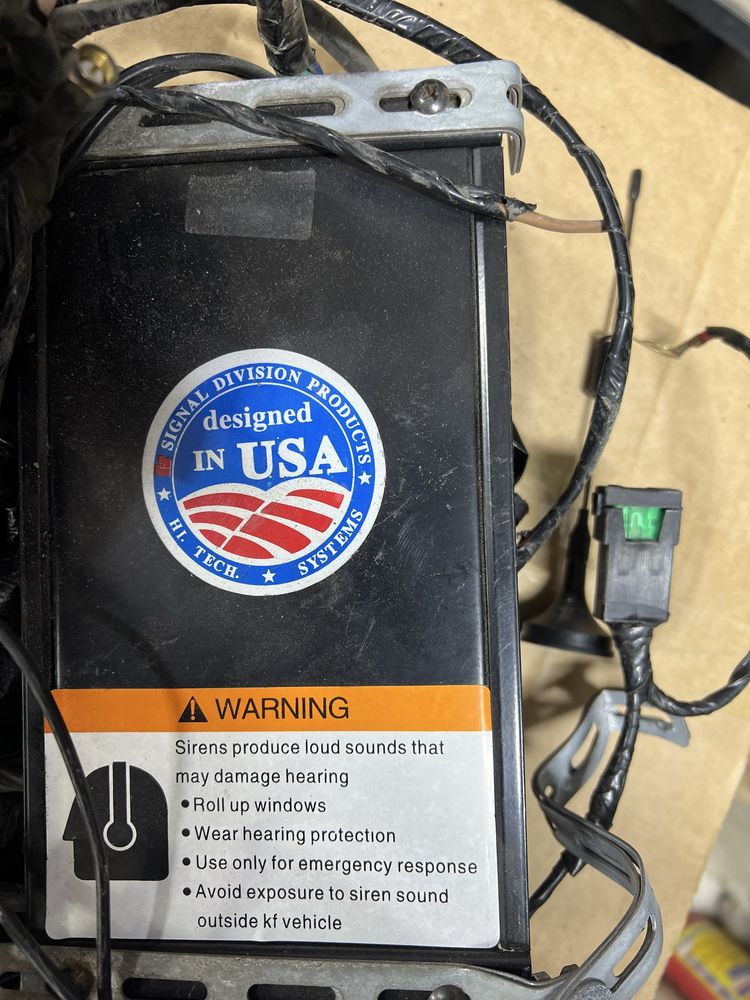 SIGNAL DIVISION PRODUCTS
designed
IN USA
HI. TECH. SYSTEMS
WARNING
Sirens produce loud sounds that
may damage hearing
• Roll up windows
• Wear hearing protection
• Use only for emergency response
• Avoid exposure to siren sound
outside kf vehicle